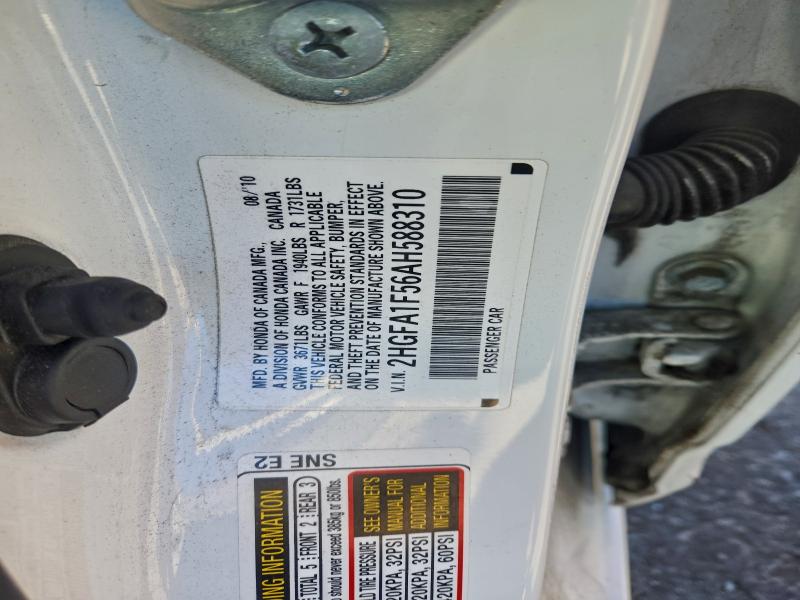 MFD. BY HONDA OF CANADA MFG., 08/'10
A DIVISION OF HONDA CANADA INC. CANADA
GVWR 3671LBS GAWR F 1940LBS R 1731LBS
THIS VEHICLE CONFORMS TO ALL APPLICABLE
FEDERAL MOTOR VEHICLE SAFETY, BUMPER,
AND THEFT PREVENTION STANDARDS IN EFFECT
ON THE DATE OF MANUFACTURE SHOWN ABOVE.
V.I.N. 2HGFA1F56AH588310
PASSENGER CAR
SNE E2
INFORMATION
TOTAL 5 FRONT 2 REAR 3
should never exceed 385kg or 850lbs.
TIRE PRESSURE
20KPA, 32PSI
20KPA, 32PSI
20KPA, 60PSI
SEE OWNER'S
MANUAL FOR
ADDITIONAL
INFORMATION